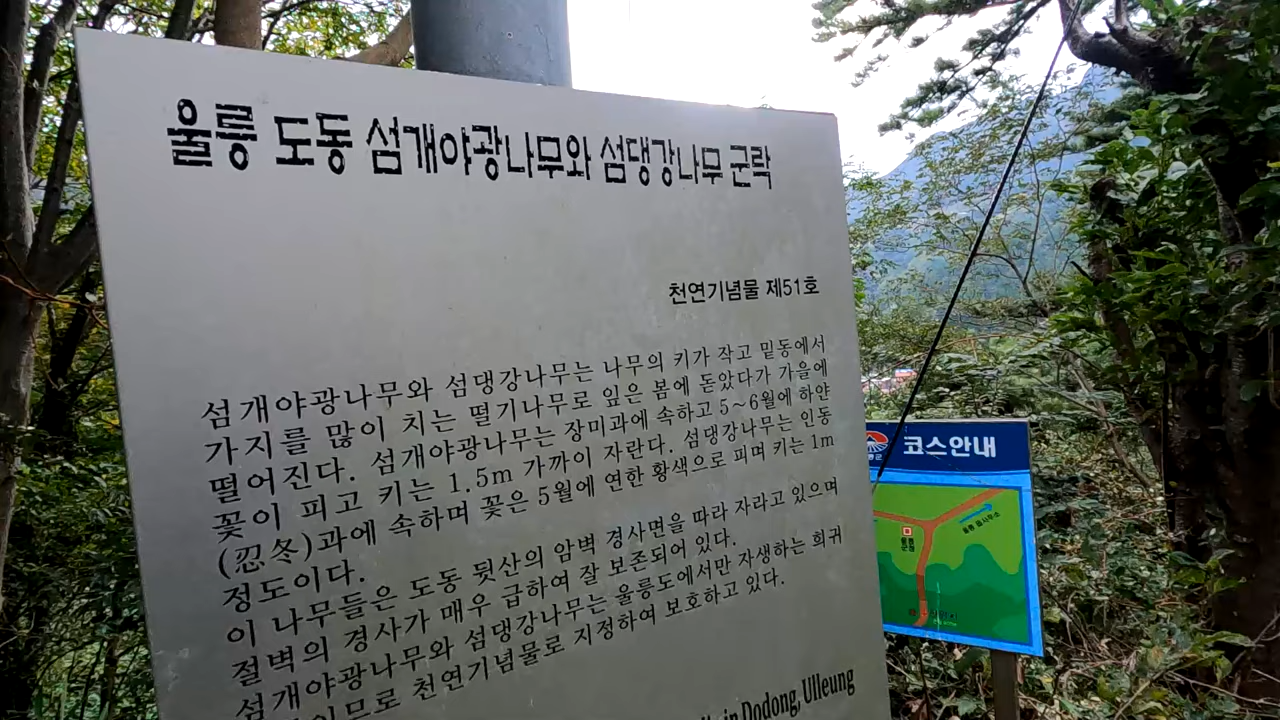 울릉 도동 섬개야광나무와 섬댕강나무 군락
천연기념물 제51호
섬개야광나무와 섬댕강나무는 나무의 키가 작고 밑동에서
가지를 많이 치는 떨기나무로 잎은 봄에 돋았다가 가을에
떨어진다. 섬개야광나무는 장미과에 속하고 5~6월에 하얀
꽃이 피고 키는 1.5m 가까이 자란다. 섬댕강나무는 인동
(忍冬)과에 속하며 꽃은 5월에 연한 황색으로 피며 키는 1m
정도이다.
이 나무들은 도동 뒷산의 암벽 경사면을 따라 자라고 있으며
절벽의 경사가 매우 급하여 잘 보존되어 있다.
섬개야광나무와 섬댕강나무는 울릉도에서만 자생하는 희귀
천연기념물로 지정하여 보호하고 있다.
in Dodong, Ulleung
코스안내